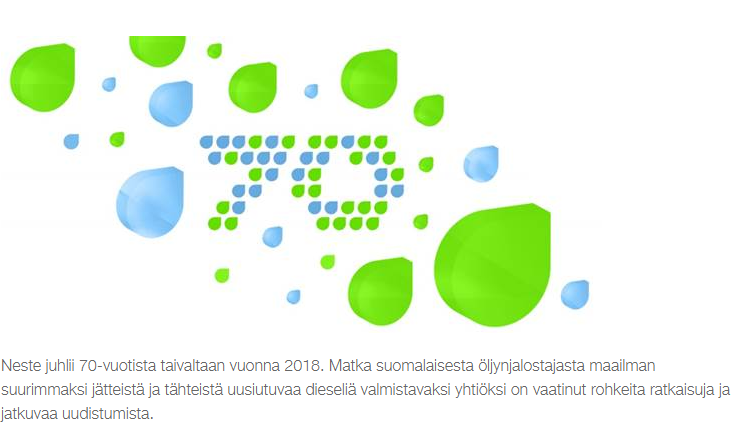 70
Neste juhlii 70-vuotista taivaltaan vuonna 2018. Matka suomalaisesta öljynjalostajasta maailman
suurimmaksi jätteistä ja tähteistä uusiutuvaa dieseliä valmistavaksi yhtiöksi on vaatinut rohkeita ratkaisuja ja
jatkuvaa uudistumista.